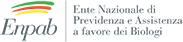 Enpab
Ente Nazionale di
Previdenza e Assistenza
a favore dei Biologi